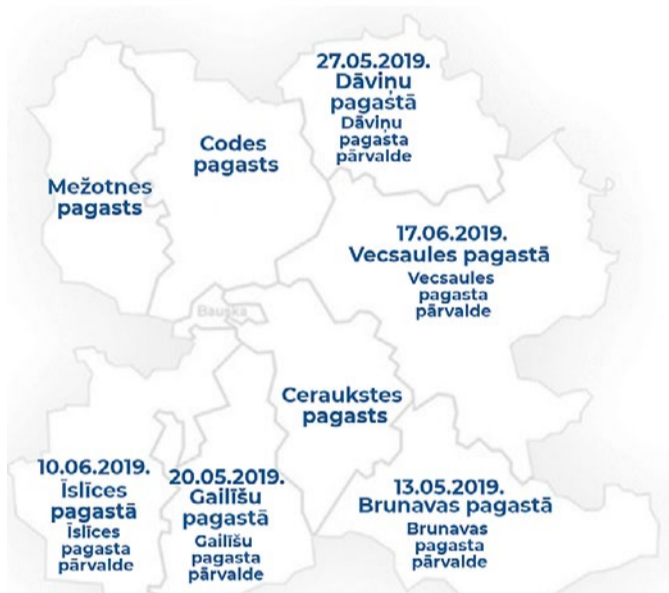 27.05.2019.
Dāviņu
pagastā
Dāviņu
pagasta
pārvalde
Codes
pagasts
Mežotnes
pagasts
17.06.2019.
Vecsaules pagastā
Vecsaules
pagasta
pārvalde
Bauska
Ceraukstes
pagasts
10.06.2019.
Īslīces
pagastā
Īslīces
pagasta
pārvalde
20.05.2019.
Gailīšu
pagastā
Gailīšu
pagasta
pārvalde
13.05.2019.
Brunavas pagastā
Brunavas
pagasta
pārvalde